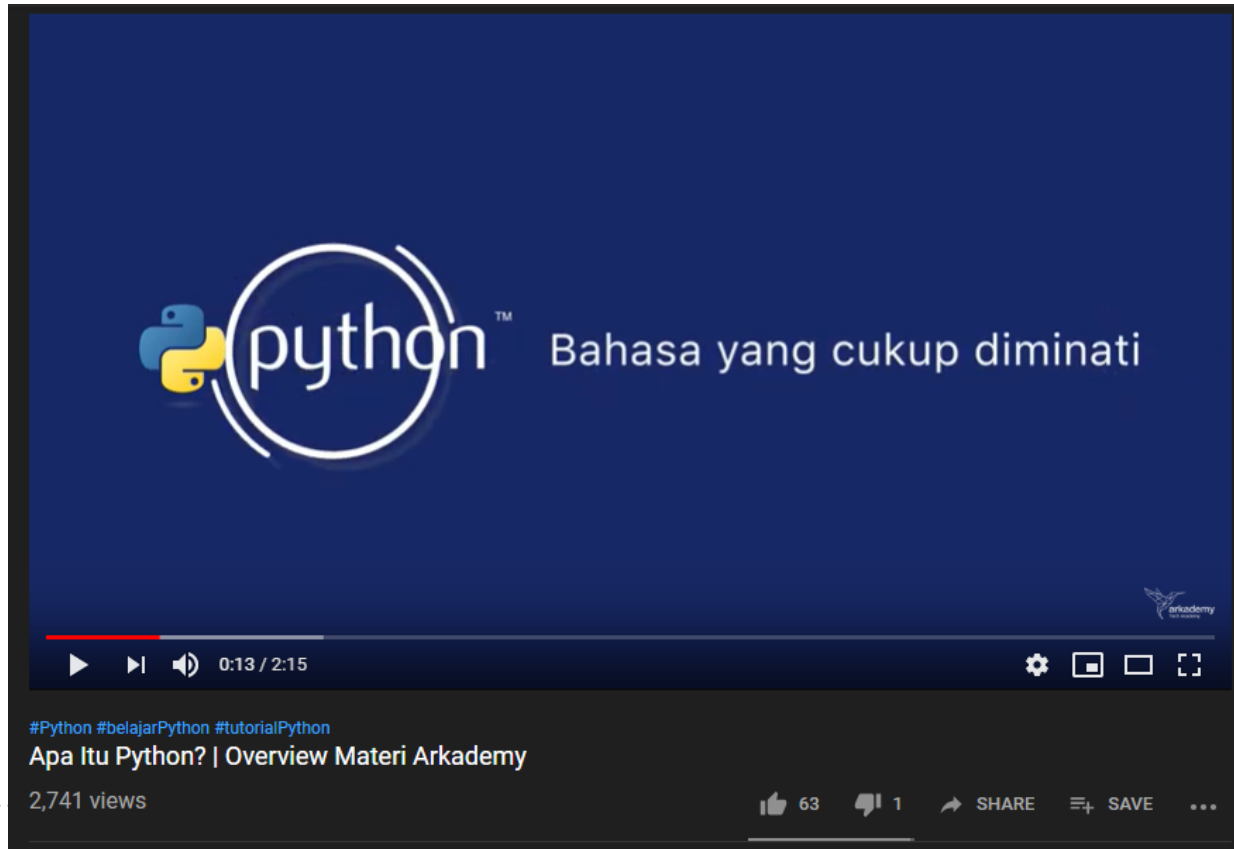 python™
Bahasa yang cukup diminati
arkademy
0:13 / 2:15
#Python #belajarPython #tutorialPython
Apa Itu Python? | Overview Materi Arkademy
2,741 views
63
1
SHARE
SAVE